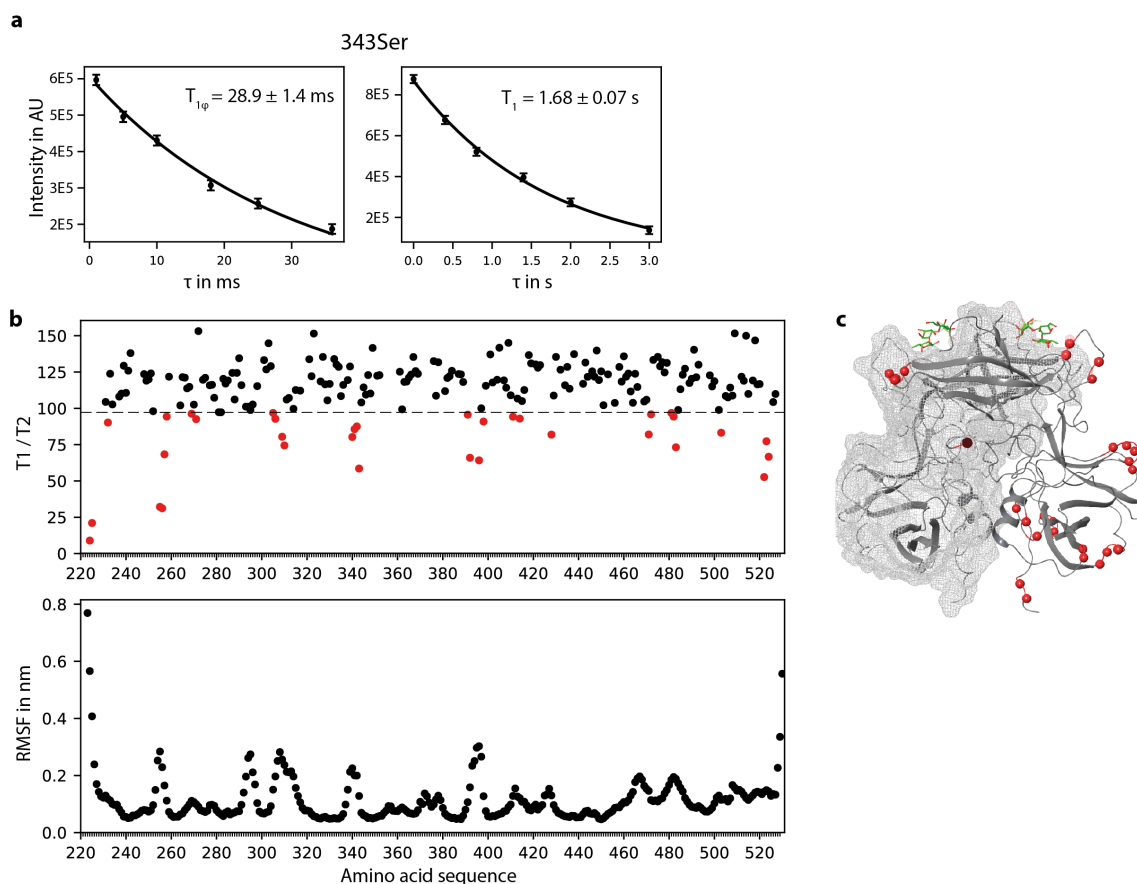 a
343Ser
Intensity in AU
6E5
5E5
4E5
3E5
2E5
T1φ = 28.9 ± 1.4 ms
0 10 20 30
τ in ms
8E5
6E5
4E5
2E5
T1 = 1.68 ± 0.07 s
0.0 0.5 1.0 1.5 2.0 2.5 3.0
τ in s
b
T1 / T2
150
125
100
75
50
25
0
220 240 260 280 300 320 340 360 380 400 420 440 460 480 500 520
RMSF in nm
0.8
0.6
0.4
0.2
0.0
220 240 260 280 300 320 340 360 380 400 420 440 460 480 500 520
Amino acid sequence
c